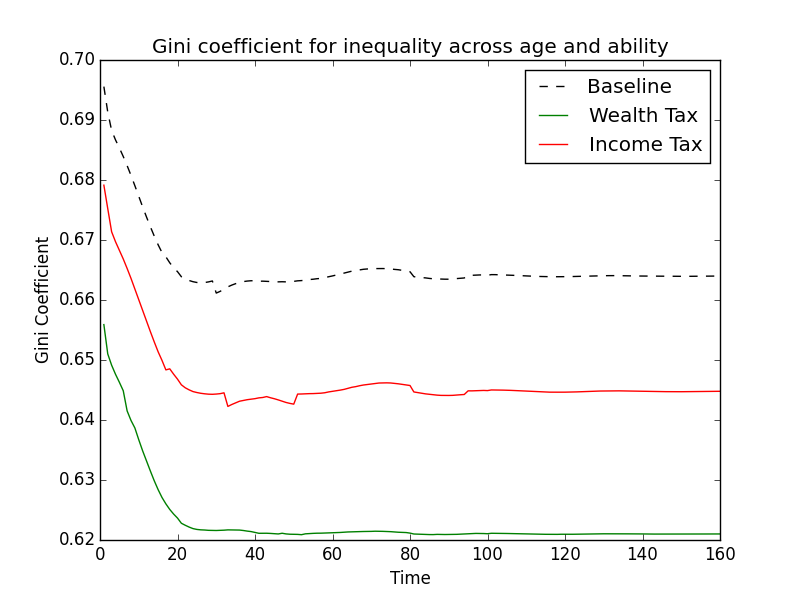 Gini coefficient for inequality across age and ability
Baseline
Wealth Tax
Income Tax
Gini Coefficient
0.70
0.69
0.68
0.67
0.66
0.65
0.64
0.63
0.62
0 20 40 60 80 100 120 140 160
Time